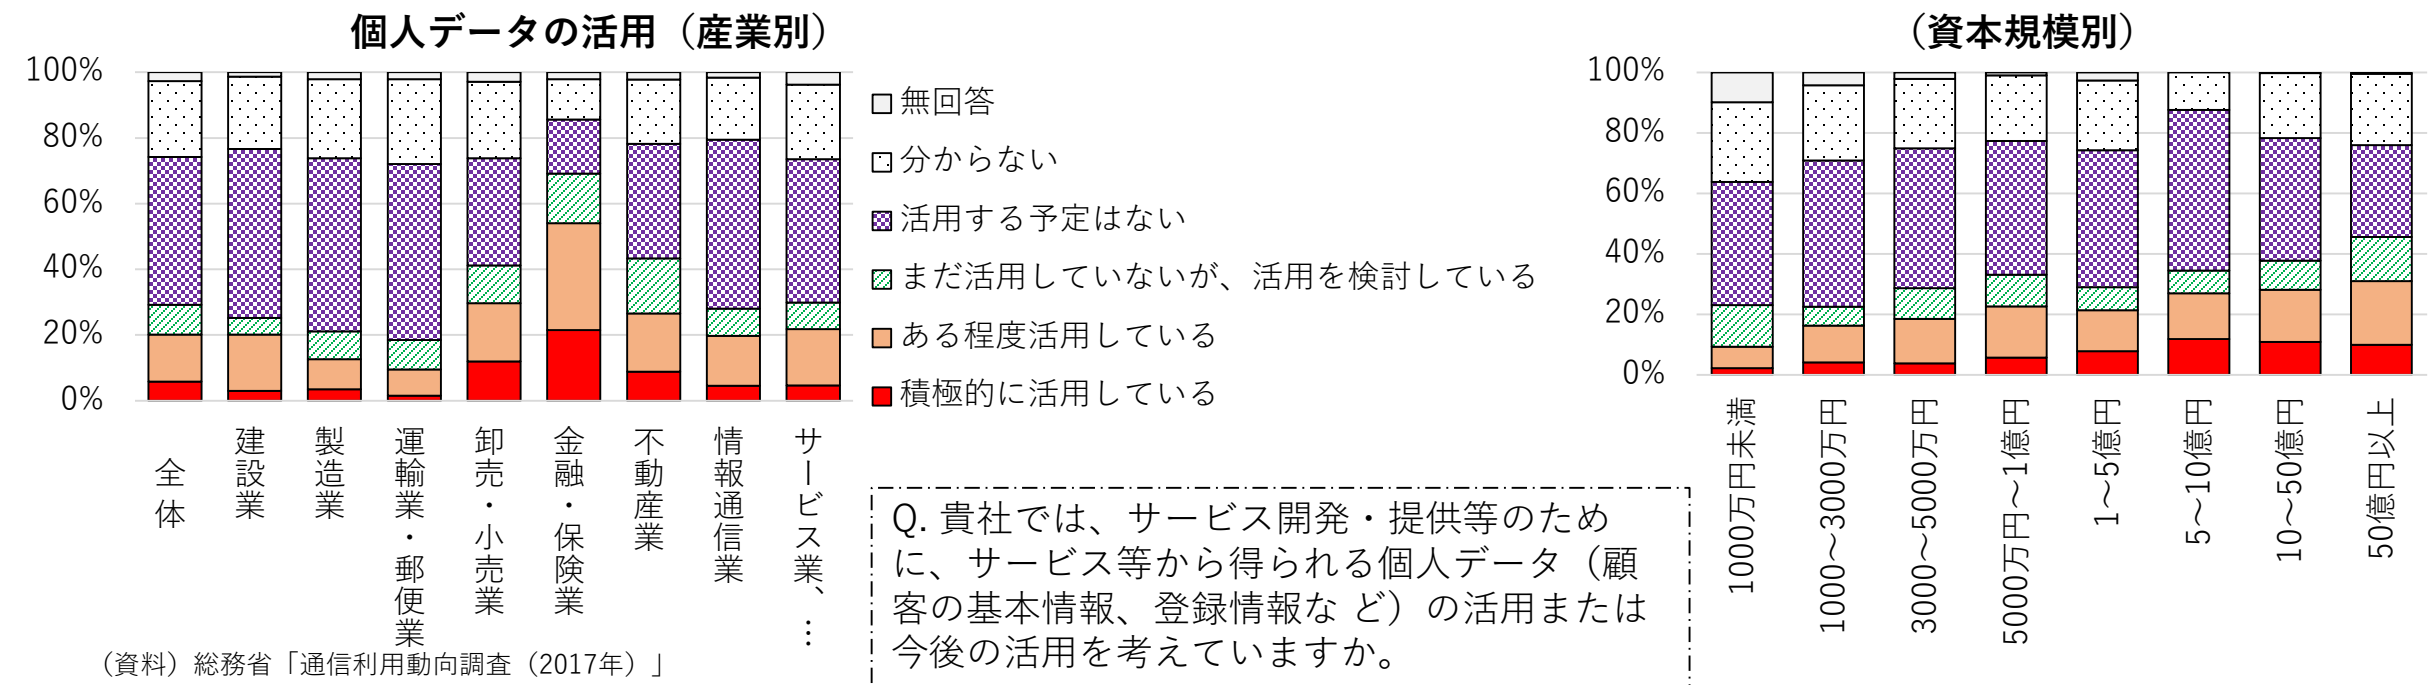 個人データの活用（産業別）
100%
80%
60%
40%
20%
0%
全体
建設業
製造業
運輸業・郵便業
卸売・小売業
金融・保険業
不動産業
情報通信業
サービス業、…
無回答
分からない
活用する予定はない
まだ活用していないが、活用を検討している
ある程度活用している
積極的に活用している
（資本規模別）
100%
80%
60%
40%
20%
0%
1000万円未満
1000～3000万円
3000～5000万円
5000万円～1億円
1～5億円
5～10億円
10～50億円
50億円以上
Q. 貴社では、サービス開発・提供等のため
に、サービス等から得られる個人データ（顧
客の基本情報、登録情報な ど）の活用または
今後の活用を考えていますか。
（資料）総務省「通信利用動向調査（2017年）」